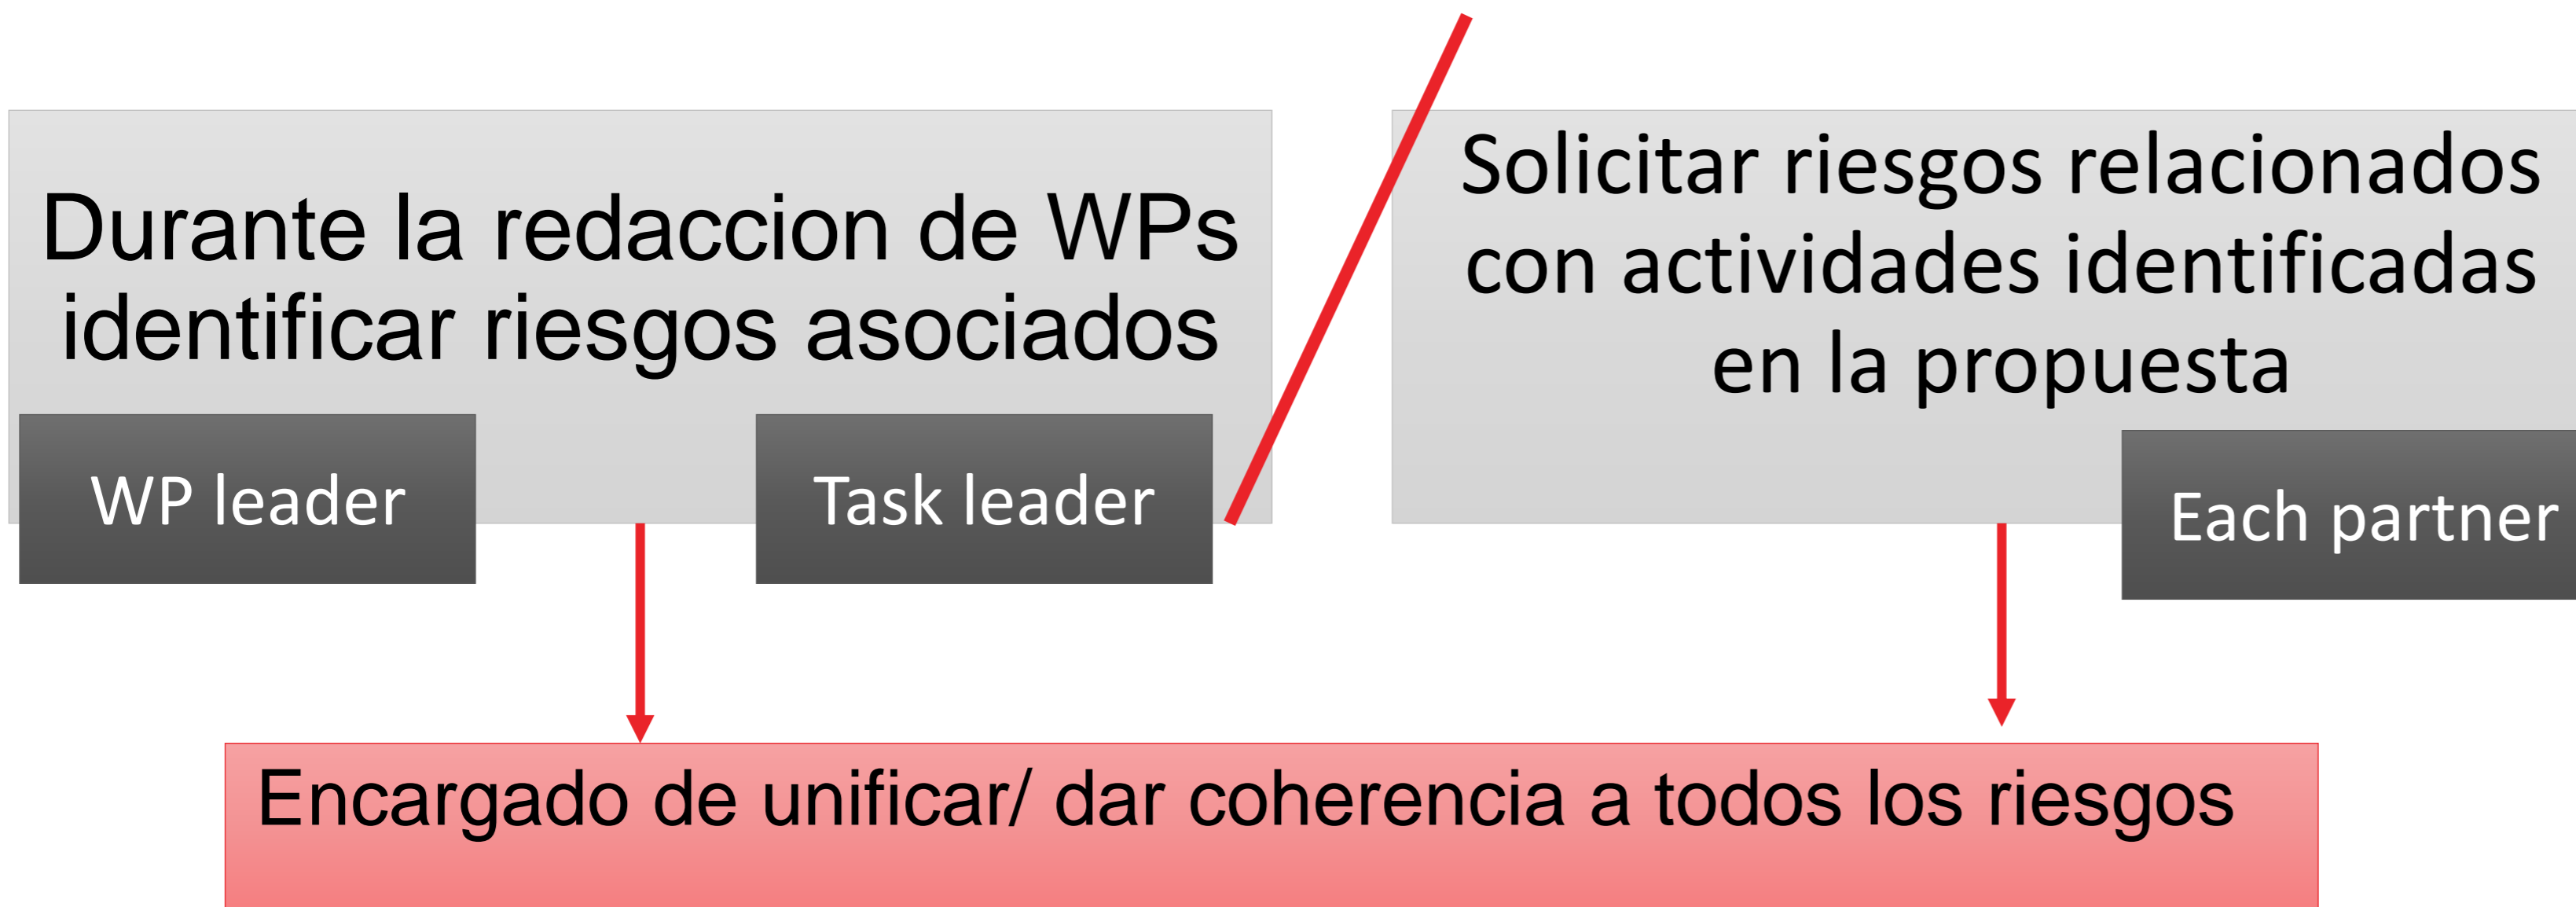 Durante la redaccion de WPs
identificar riesgos asociados
WP leader
Task leader
Solicitar riesgos relacionados
con actividades identificadas
en la propuesta
Each partner
Encargado de unificar/ dar coherencia a todos los riesgos